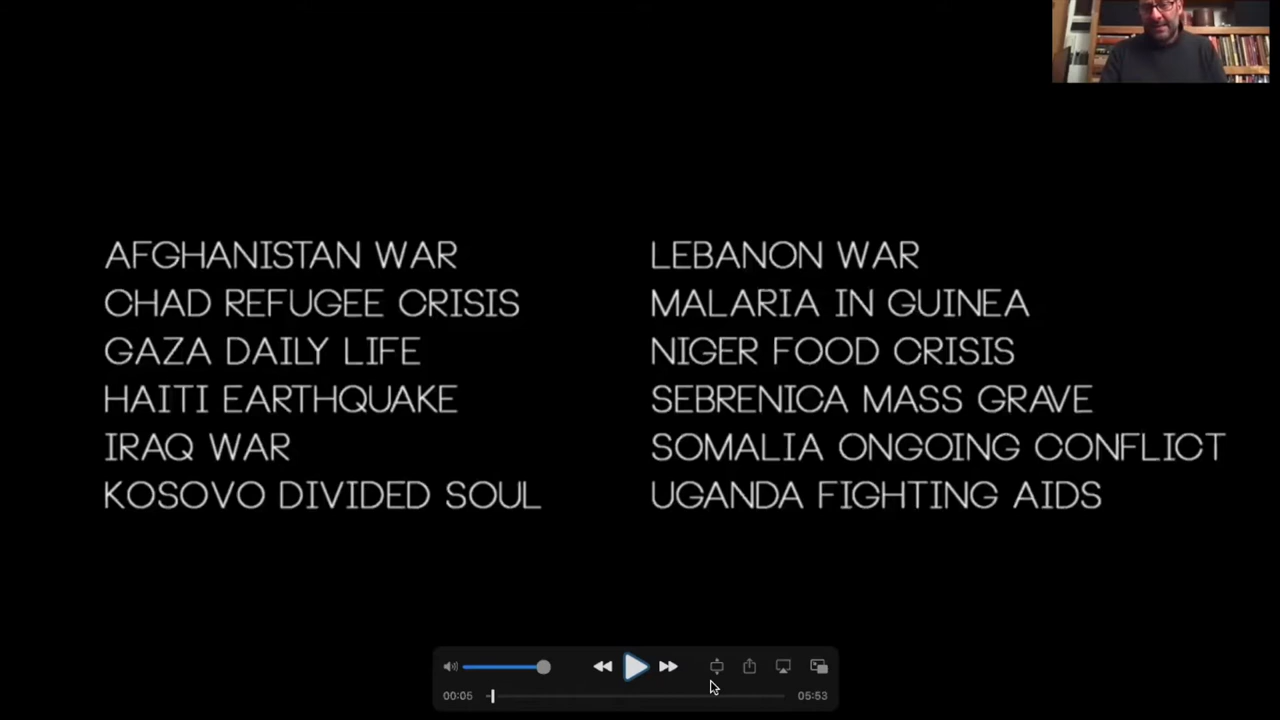 AFGHANISTAN WAR
CHAD REFUGEE CRISIS
GAZA DAILY LIFE
HAITI EARTHQUAKE
IRAQ WAR
KOSOVO DIVIDED SOUL
LEBANON WAR
MALARIA IN GUINEA
NIGER FOOD CRISIS
SEBRENICA MASS GRAVE
SOMALIA ONGOING CONFLICT
UGANDA FIGHTING AIDS
00:05
05:53